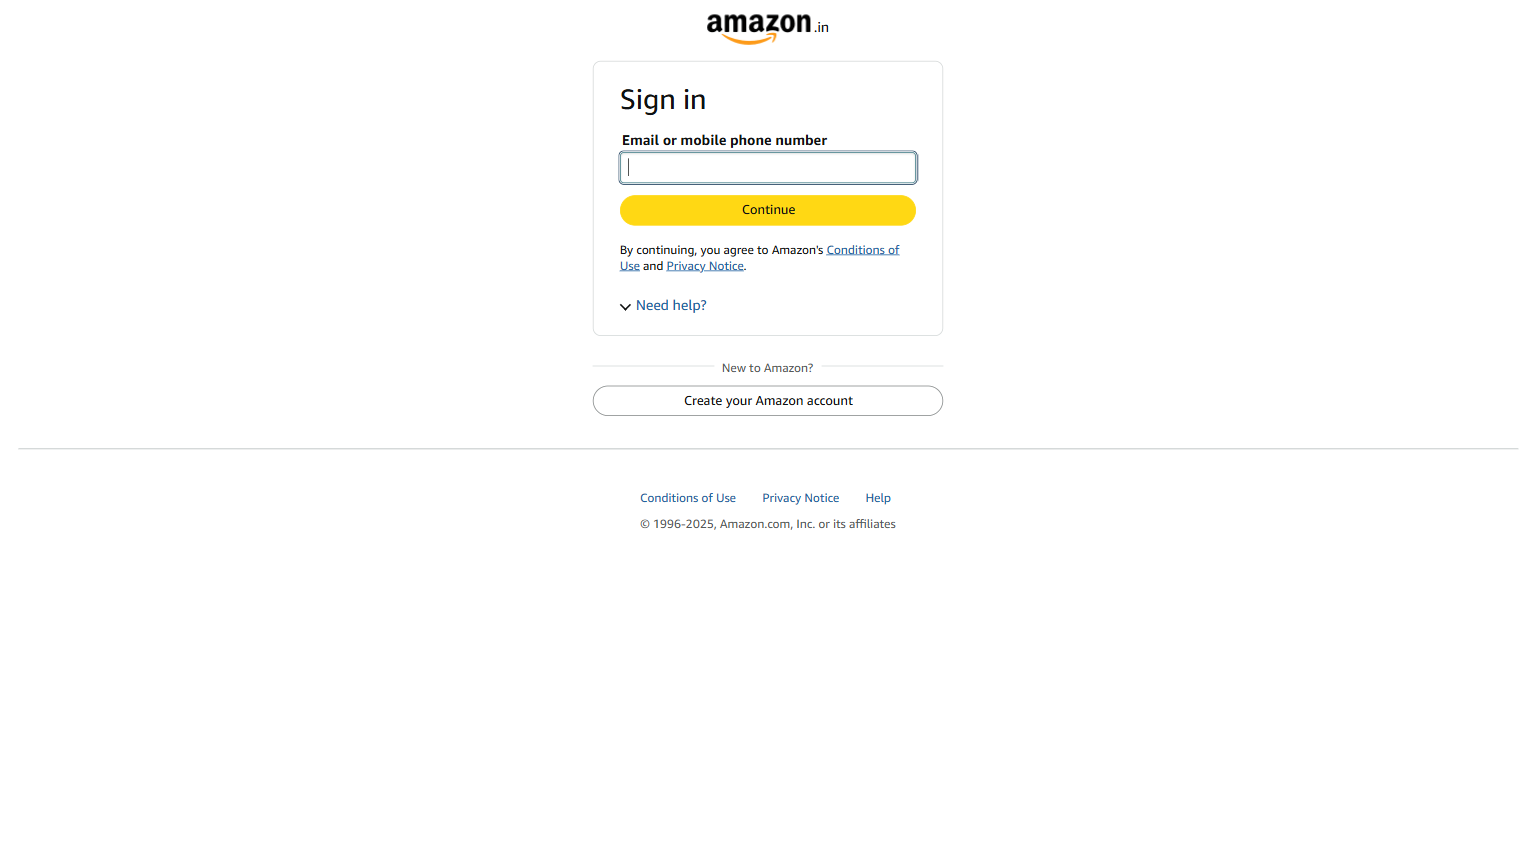 amazon.in
Sign in
Email or mobile phone number
Continue
By continuing, you agree to Amazon's Conditions of
Use and Privacy Notice.
Need help?
New to Amazon?
Create your Amazon account
Conditions of Use Privacy Notice Help
© 1996-2025, Amazon.com, Inc. or its affiliates